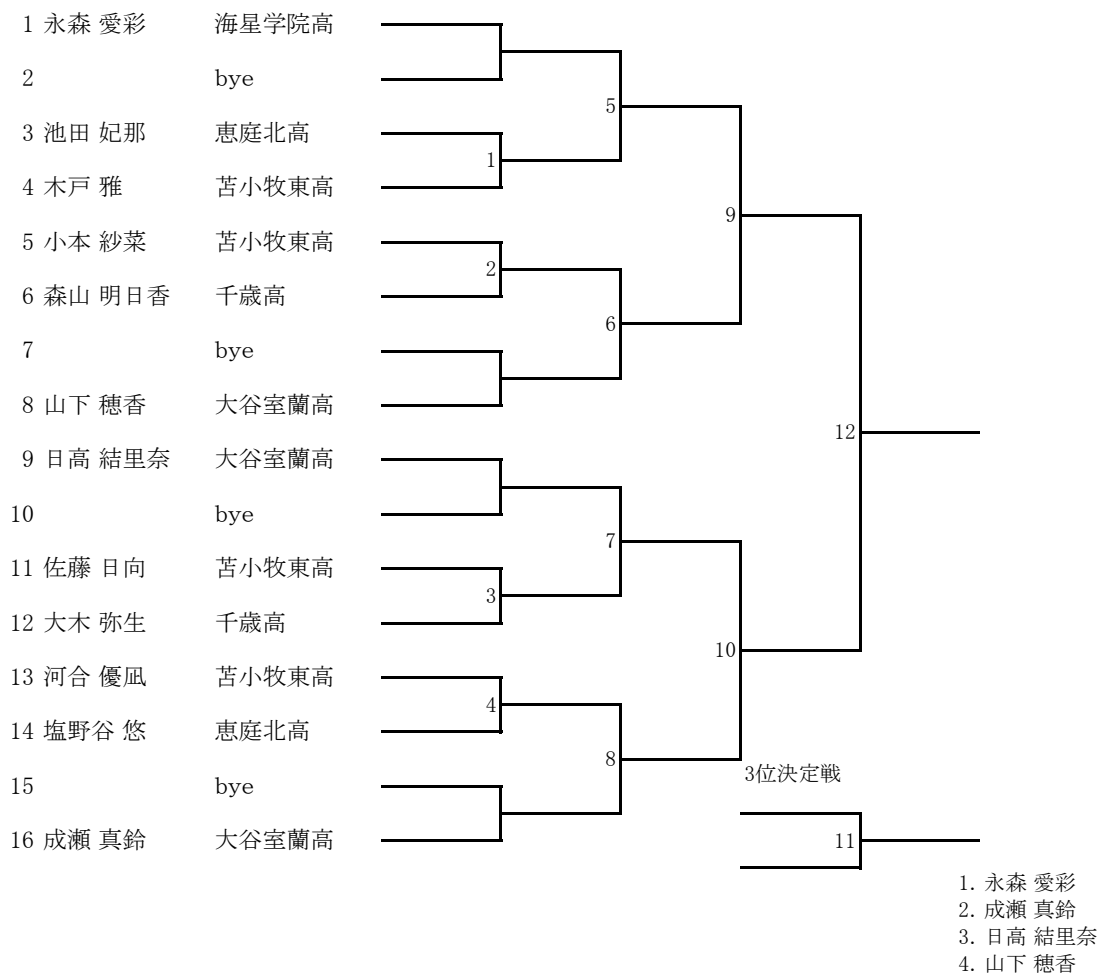 1 永森 愛彩 海星学院高
2 bye
5
3 池田 妃那 恵庭北高
1
4 木戸 雅 苫小牧東高
9
5 小本 紗菜 苫小牧東高
2
6 森山 明日香 千歳高
6
7 bye
8 山下 穂香 大谷室蘭高
12
9 日高 結里奈 大谷室蘭高
10 bye
7
11 佐藤 日向 苫小牧東高
3
12 大木 弥生 千歳高
10
13 河合 優凪 苫小牧東高
4
14 塩野谷 悠 恵庭北高
8
3位決定戦
15 bye
16 成瀬 真鈴 大谷室蘭高
11
1. 永森 愛彩
2. 成瀬 真鈴
3. 日高 結里奈
4. 山下 穂香